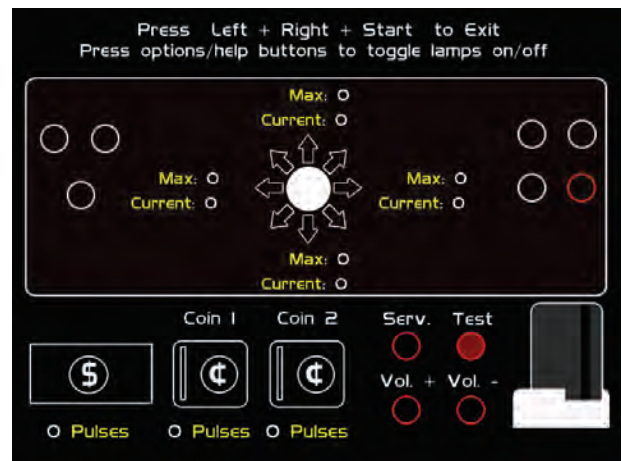 Press Left + Right + Start to Exit
Press options/help buttons to toggle lamps on/off
Max: 0
Current: 0
Max: 0
Current: 0
Max: 0
Current: 0
Max: 0
Current: 0
Coin 1 Coin 2 Serv. Test
$ ¢ ¢
Vol. + Vol. -
0 Pulses 0 Pulses 0 Pulses